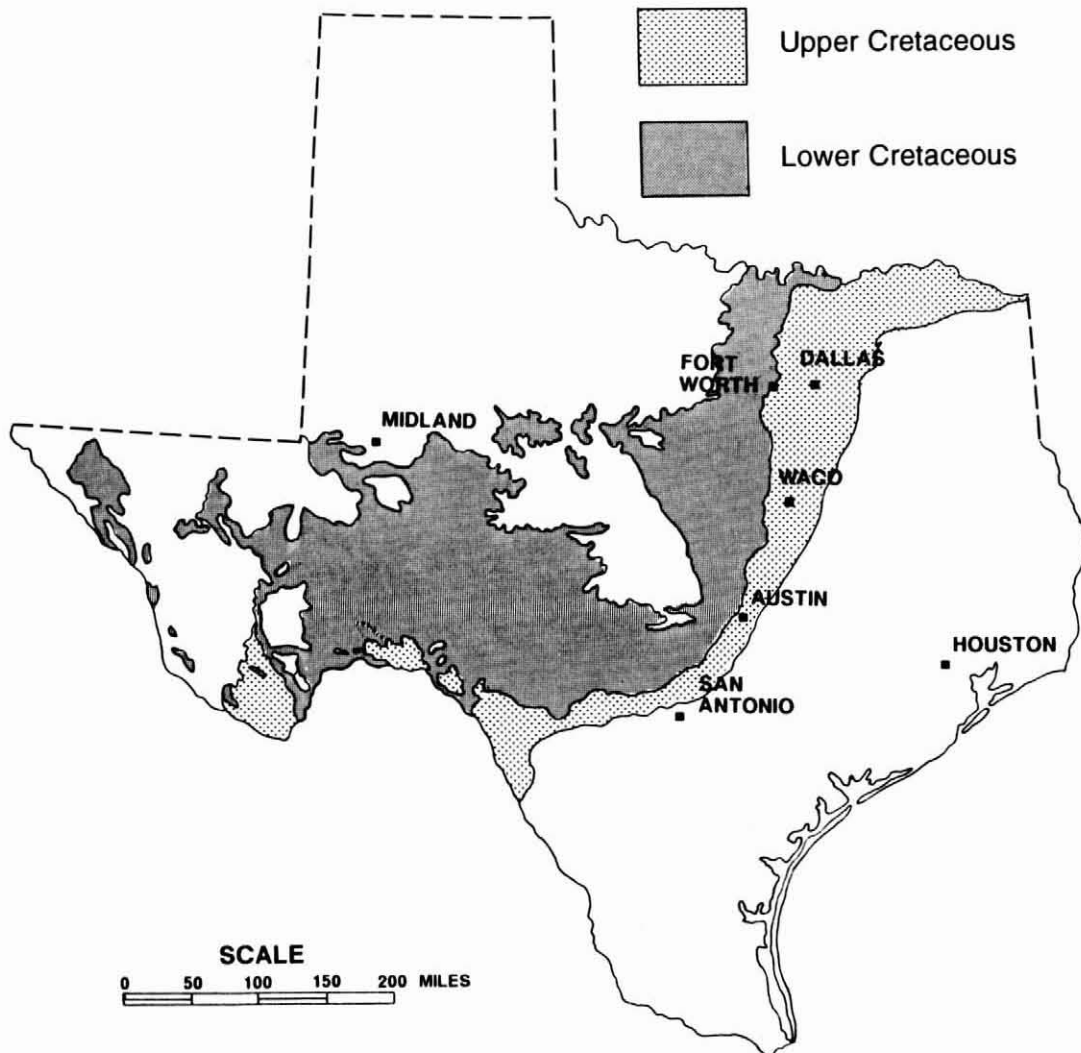 Upper Cretaceous
Lower Cretaceous
FORT
WORTH
DALLAS
MIDLAND
WACO
AUSTIN
HOUSTON
SAN
ANTONIO
SCALE
0 50 100 150 200 MILES